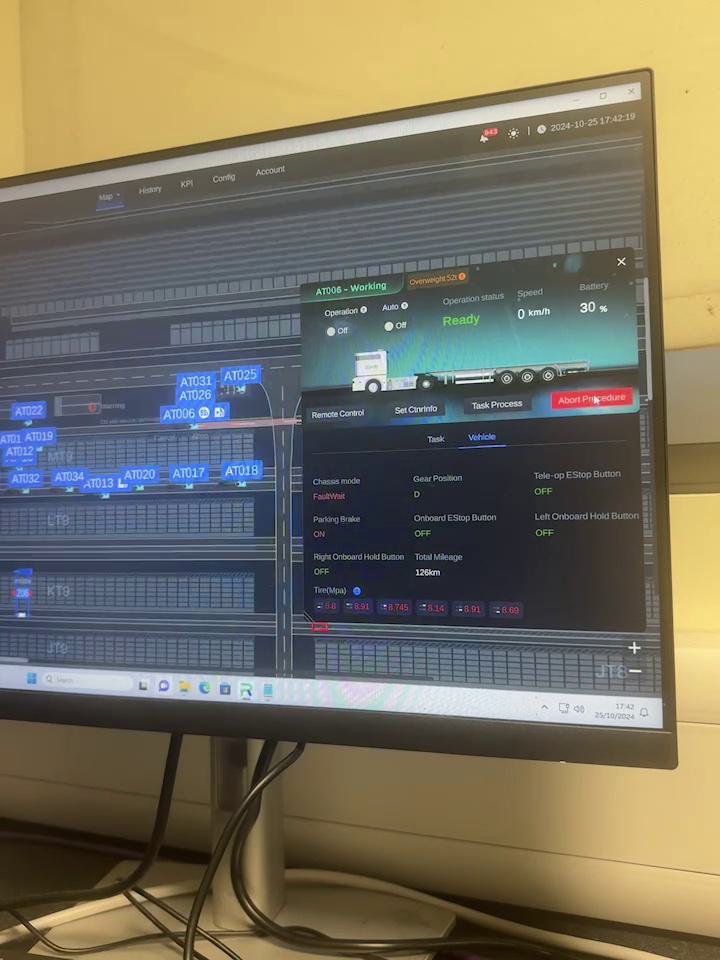 943 | 2024-10-25 17:42:19
Map History KPI Config Account
AT006 - Working Overweight 52t
Operation Auto Operation status Speed Battery
Off Off Ready 0 km/h 30 %
Remote Control Set CtnrInfo Task Process Abort Procedure
Task Vehicle
Chassis mode Gear Position Tele-op EStop Button
FaultWait D OFF
Parking Brake Onboard EStop Button Left Onboard Hold Button
ON OFF OFF
Right Onboard Hold Button Total Mileage
OFF 126km
Tire(Mpa)
8.8 8.91 8.745 8.14 8.91 8.69
AT031 AT025
AT026
AT022 AT006
AT01 AT019
AT012 MT9
AT032 AT034 AT013 AT020 AT017 AT018
LT9
KT9
206
JT9 JT8
+
−
Search
17:42
25/10/2024